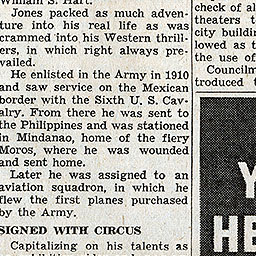 William S. Hart.
Jones packed as much adven-
ture into his real life as was
crammed into his Western thrill-
ers, in which right always pre-
vailed.
He enlisted in the Army in 1910
and saw service on the Mexican
border with the Sixth U. S. Cav-
alry. From there he was sent to
the Philippines and was stationed
in Mindanao, home of the fiery
Moros, where he was wounded
and sent home.
Later he was assigned to an
aviation squadron, in which he
flew the first planes purchased
by the Army.
SIGNED WITH CIRCUS
Capitalizing on his talents as
check of al
theaters t
city buildin
lowed as t
the use of
Councilm
troduced t
Y
HE